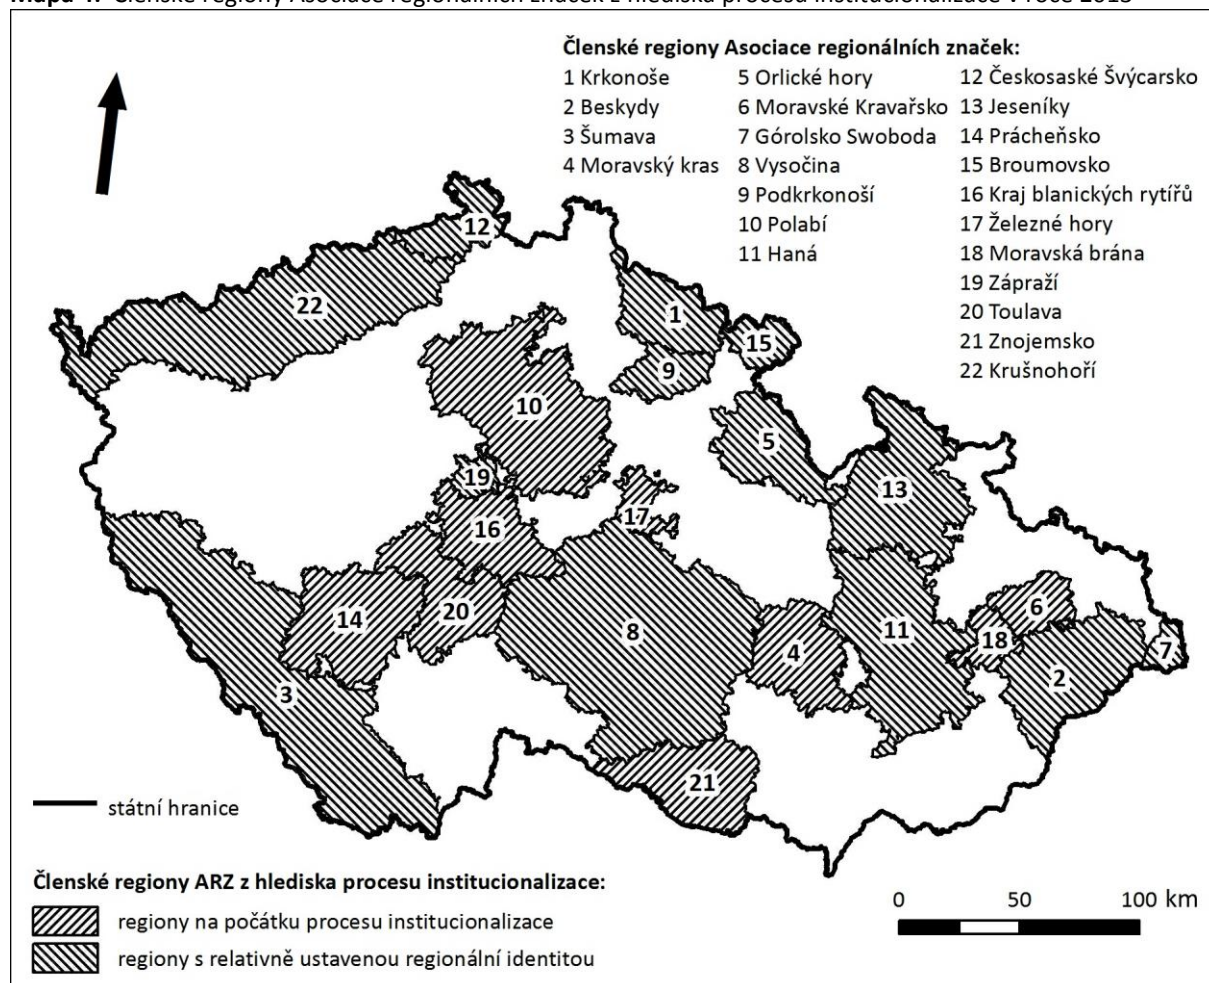 Mapa 4: Členské regiony Asociace regionálních značek z hlediska procesu institucionalizace v roce 2013
Členské regiony Asociace regionálních značek:
1 Krkonoše
2 Beskydy
3 Šumava
4 Moravský kras
5 Orlické hory
6 Moravské Kravařsko
7 Górolsko Swoboda
8 Vysočina
9 Podkrkonoší
10 Polabí
11 Haná
12 Českosaské Švýcarsko
13 Jeseníky
14 Prácheňsko
15 Broumovsko
16 Kraj blanických rytířů
17 Železné hory
18 Moravská brána
19 Zápraží
20 Toulava
21 Znojemsko
22 Krušnohoří
12
22
1
15
9
10
5
19
13
17
16
14
20
8
4
11
6
18
7
2
3
21
státní hranice
Členské regiony ARZ z hlediska procesu institucionalizace:
regiony na počátku procesu institucionalizace
regiony s relativně ustavenou regionální identitou
0 50 100 km